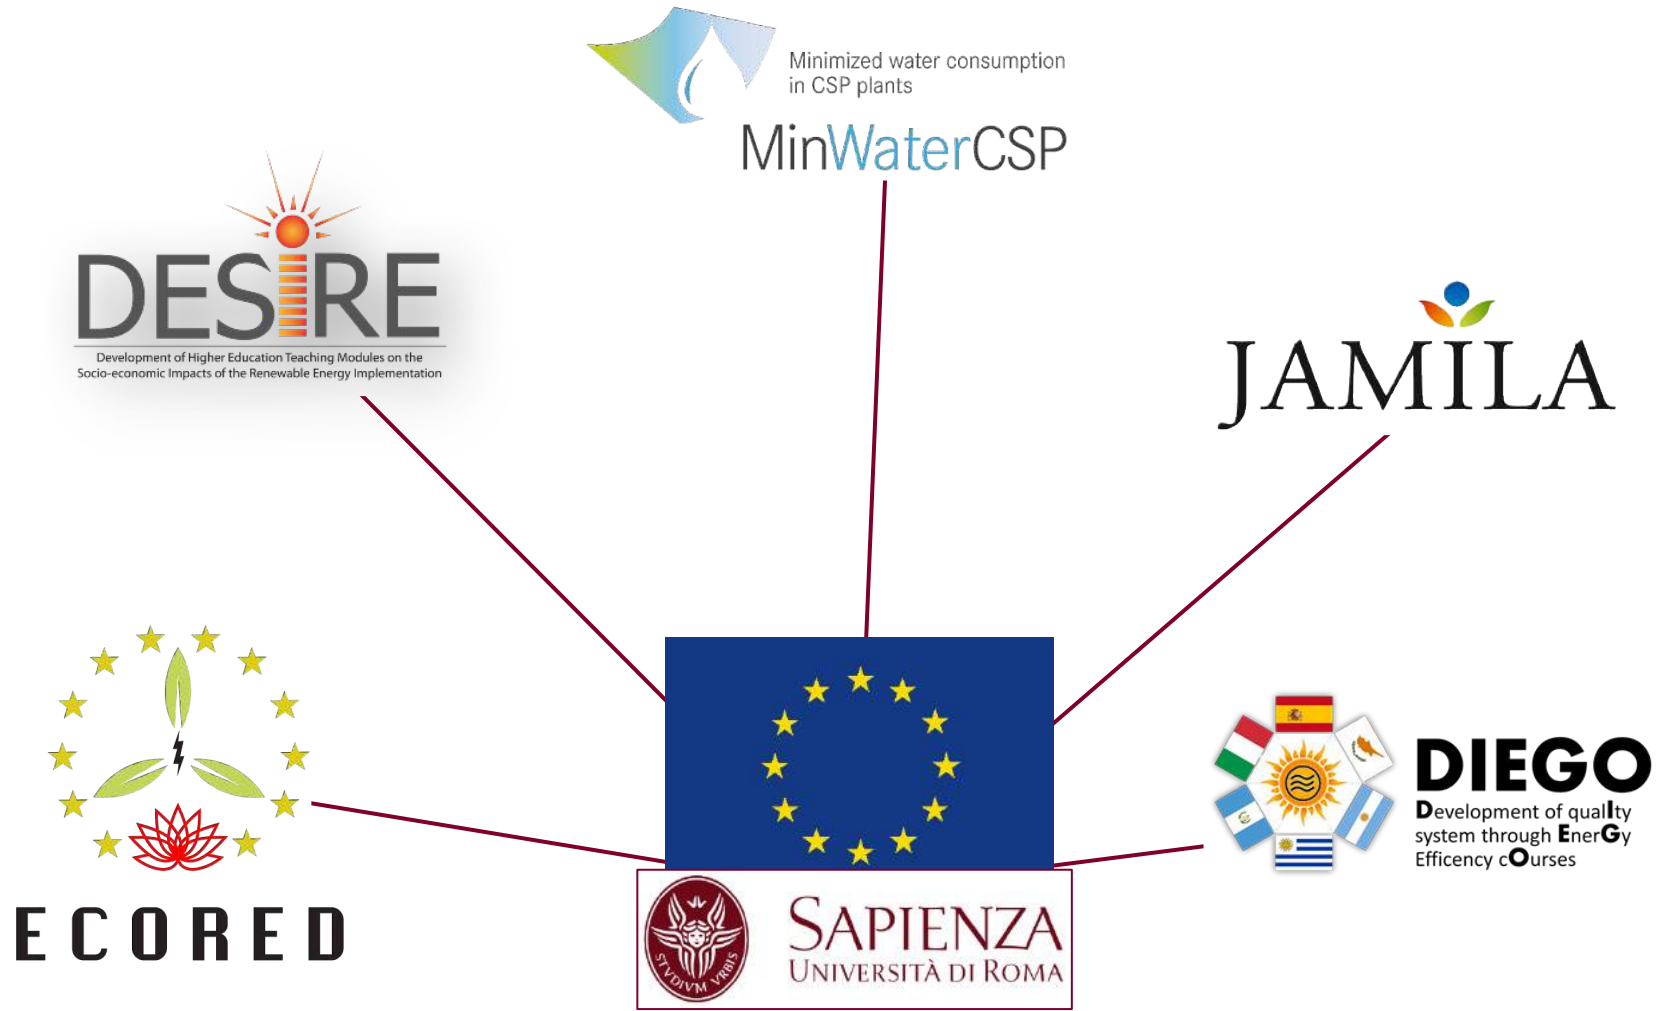 Minimized water consumption
in CSP plants
MinWaterCSP
DESIRE
Development of Higher Education Teaching Modules on the
Socio-economic Impacts of the Renewable Energy Implementation
JAMILA
DIEGO
Development of qualIty
system through EnerGy
Efficency cOurses
ECORED
STVDIVM VRBIS
SAPIENZA
UNIVERSITÀ DI ROMA